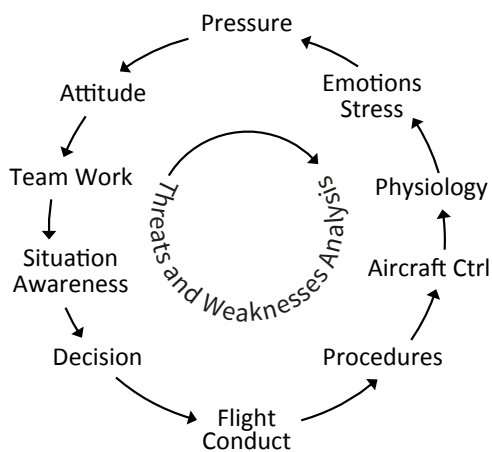 Pressure
Attitude
Team Work
Situation
Awareness
Decision
Flight
Conduct
Procedures
Aircraft Ctrl
Physiology
Emotions
Stress
Threats and Weaknesses Analysis